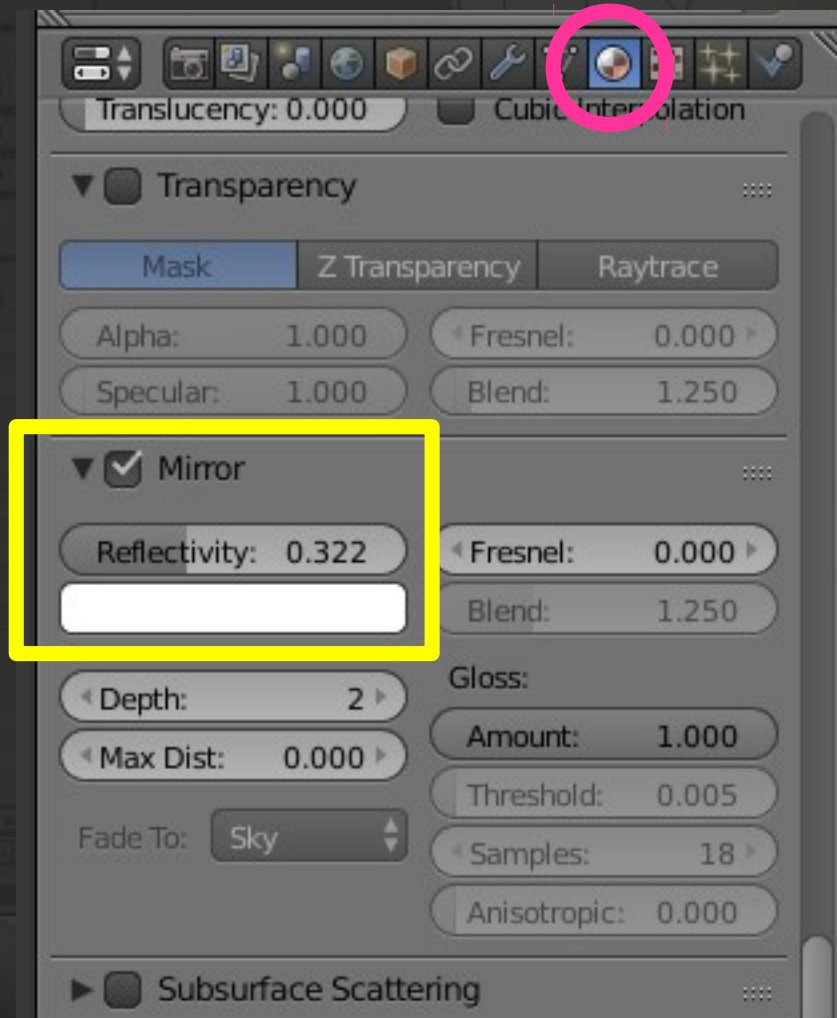 Translucency: 0.000 Cubic Interpolation
Transparency
Mask Z Transparency Raytrace
Alpha: 1.000 Fresnel: 0.000
Specular: 1.000 Blend: 1.250
Mirror
Reflectivity: 0.322 Fresnel: 0.000
Blend: 1.250
Depth: 2 Gloss:
Max Dist: 0.000 Amount: 1.000
Threshold: 0.005
Fade To: Sky Samples: 18
Anisotropic: 0.000
Subsurface Scattering